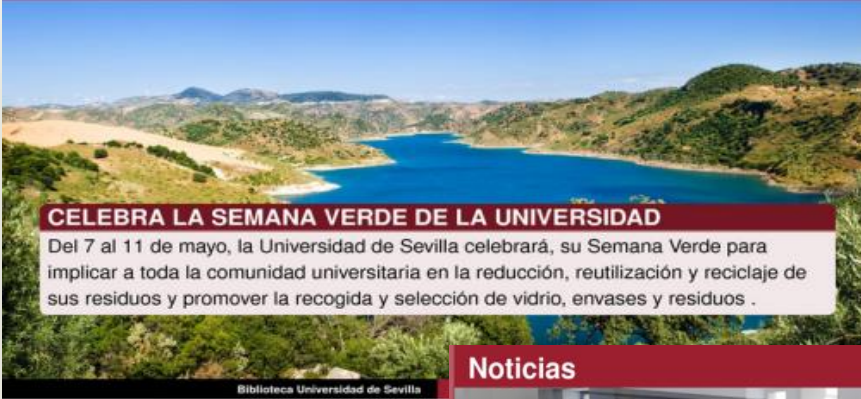 CELEBRA LA SEMANA VERDE DE LA UNIVERSIDAD
Del 7 al 11 de mayo, la Universidad de Sevilla celebrará, su Semana Verde para
implicar a toda la comunidad universitaria en la reducción, reutilización y reciclaje de
sus residuos y promover la recogida y selección de vidrio, envases y residuos .
Noticias
Biblioteca Universidad de Sevilla